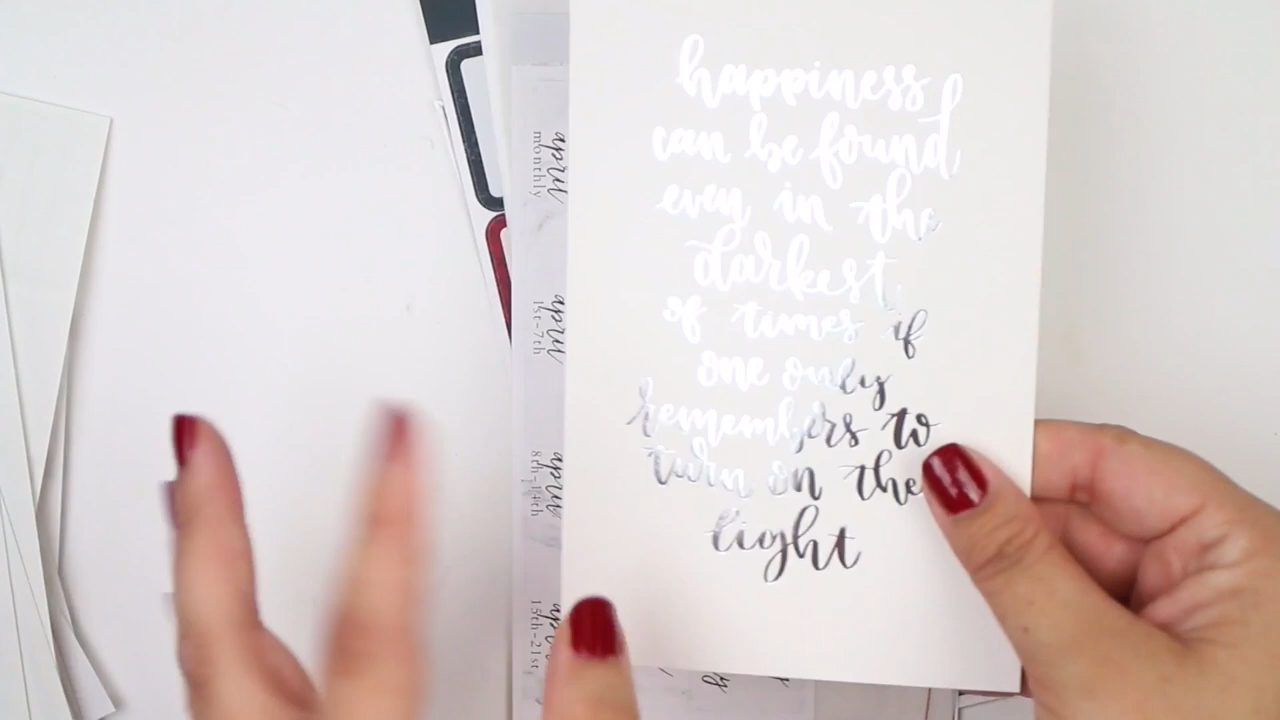 happiness
can be found
even in the
darkest
of times if
one only
remembers to
turn on the
light
april
monthly
april
1st-7th
april
8th-14th
15th-21st